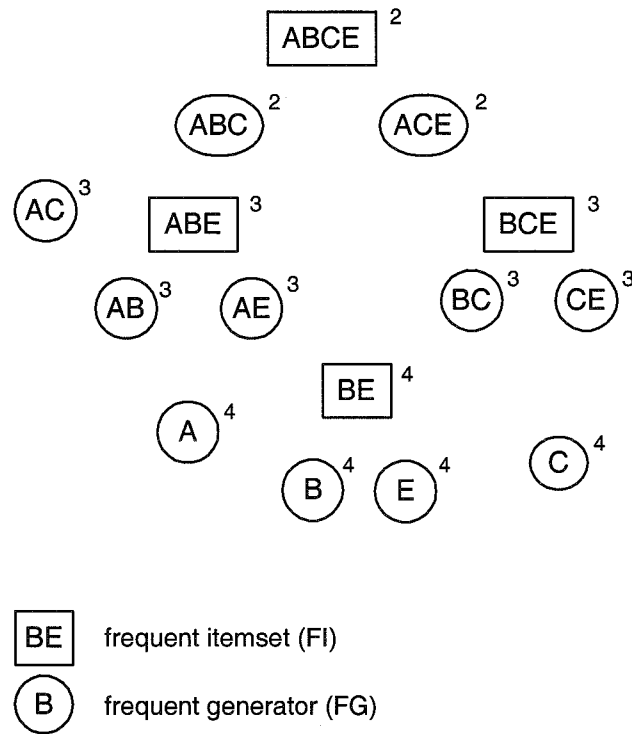 ABCE 2
ABC 2 ACE 2
AC 3 ABE 3 BCE 3
AB 3 AE 3 BC 3 CE 3
BE 4
A 4 C 4
B 4 E 4
BE frequent itemset (FI)
B frequent generator (FG)